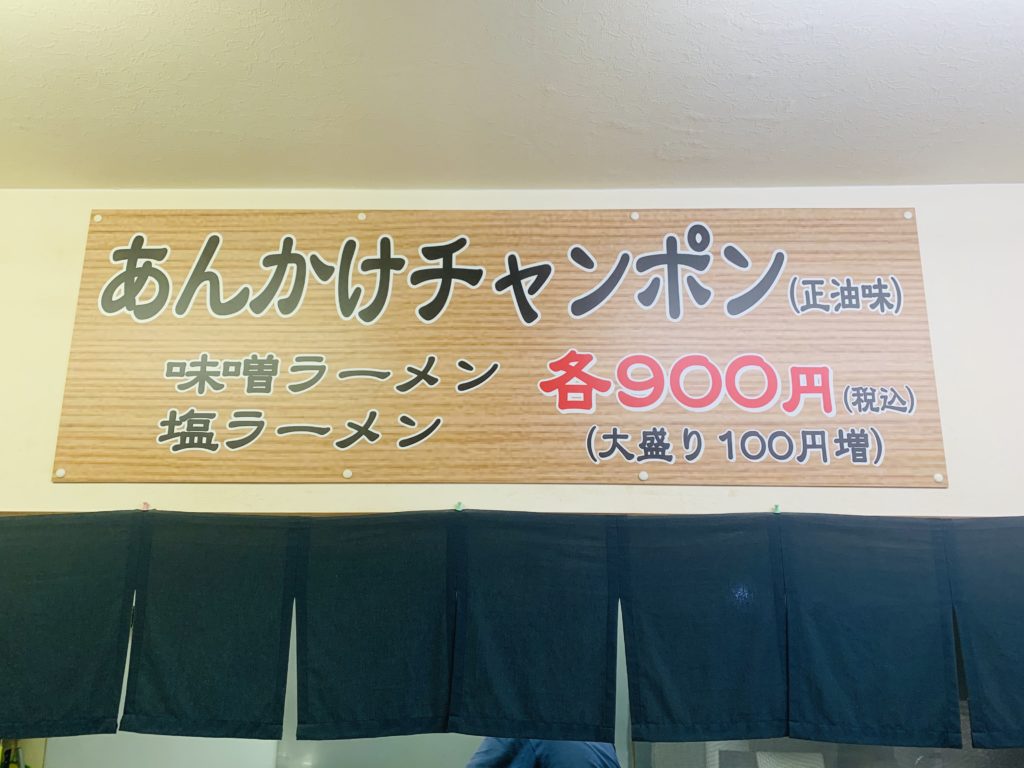 あんかけチャンポン(正油味)
味噌ラーメン 各900円(税込)
塩ラーメン (大盛り100円増)